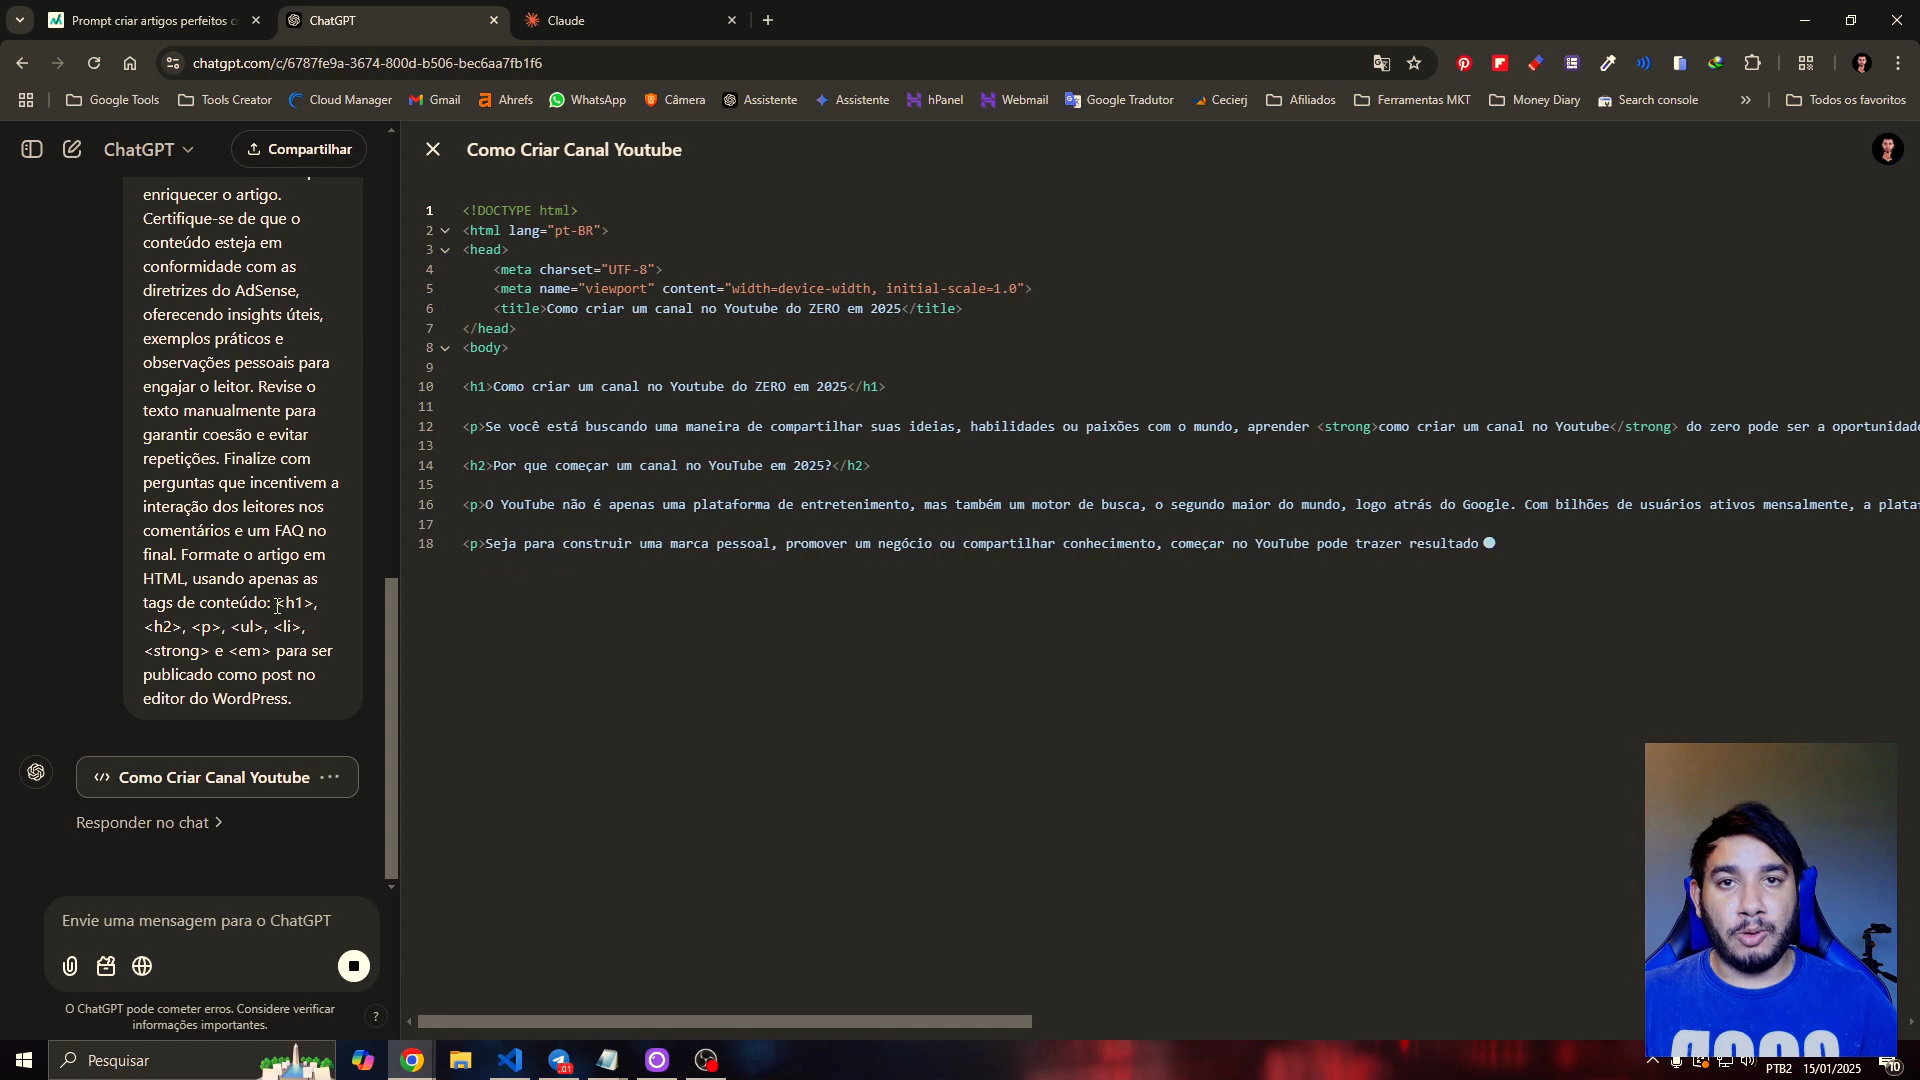 Prompt criar artigos perfeitos c
ChatGPT
Claude
chatgpt.com/c/6787fe9a-3674-800d-b506-bec6aa7fb1f6
Google Tools
Tools Creator
Cloud Manager
Gmail
Ahrefs
WhatsApp
Câmera
Assistente
Assistente
hPanel
Webmail
Google Tradutor
Cecierj
Afiliados
Ferramentas MKT
Money Diary
Search console
Todos os favoritos
ChatGPT
Compartilhar
enriquecer o artigo.
Certifique-se de que o
conteúdo esteja em
conformidade com as
diretrizes do AdSense,
oferecendo insights úteis,
exemplos práticos e
observações pessoais para
engajar o leitor. Revise o
texto manualmente para
garantir coesão e evitar
repetições. Finalize com
perguntas que incentivem a
interação dos leitores nos
comentários e um FAQ no
final. Formate o artigo em
HTML, usando apenas as
tags de conteúdo: <h1>,
<h2>, <p>, <ul>, <li>,
<strong> e <em> para ser
publicado como post no
editor do WordPress.
Como Criar Canal Youtube
Responder no chat
Envie uma mensagem para o ChatGPT
O ChatGPT pode cometer erros. Considere verificar
informações importantes.
?
Como Criar Canal Youtube
1 <!DOCTYPE html>
2 <html lang="pt-BR">
3 <head>
4 <meta charset="UTF-8">
5 <meta name="viewport" content="width=device-width, initial-scale=1.0">
6 <title>Como criar um canal no Youtube do ZERO em 2025</title>
7 </head>
8 <body>
9
10 <h1>Como criar um canal no Youtube do ZERO em 2025</h1>
11
12 <p>Se você está buscando uma maneira de compartilhar suas ideias, habilidades ou paixões com o mundo, aprender <strong>como criar um canal no Youtube</strong> do zero pode ser a oportunidade
13
14 <h2>Por que começar um canal no YouTube em 2025?</h2>
15
16 <p>O YouTube não é apenas uma plataforma de entretenimento, mas também um motor de busca, o segundo maior do mundo, logo atrás do Google. Com bilhões de usuários ativos mensalmente, a plata
17
18 <p>Seja para construir uma marca pessoal, promover um negócio ou compartilhar conhecimento, começar no YouTube pode trazer resultado
Pesquisar
.01
PTB2
15/01/2025
10